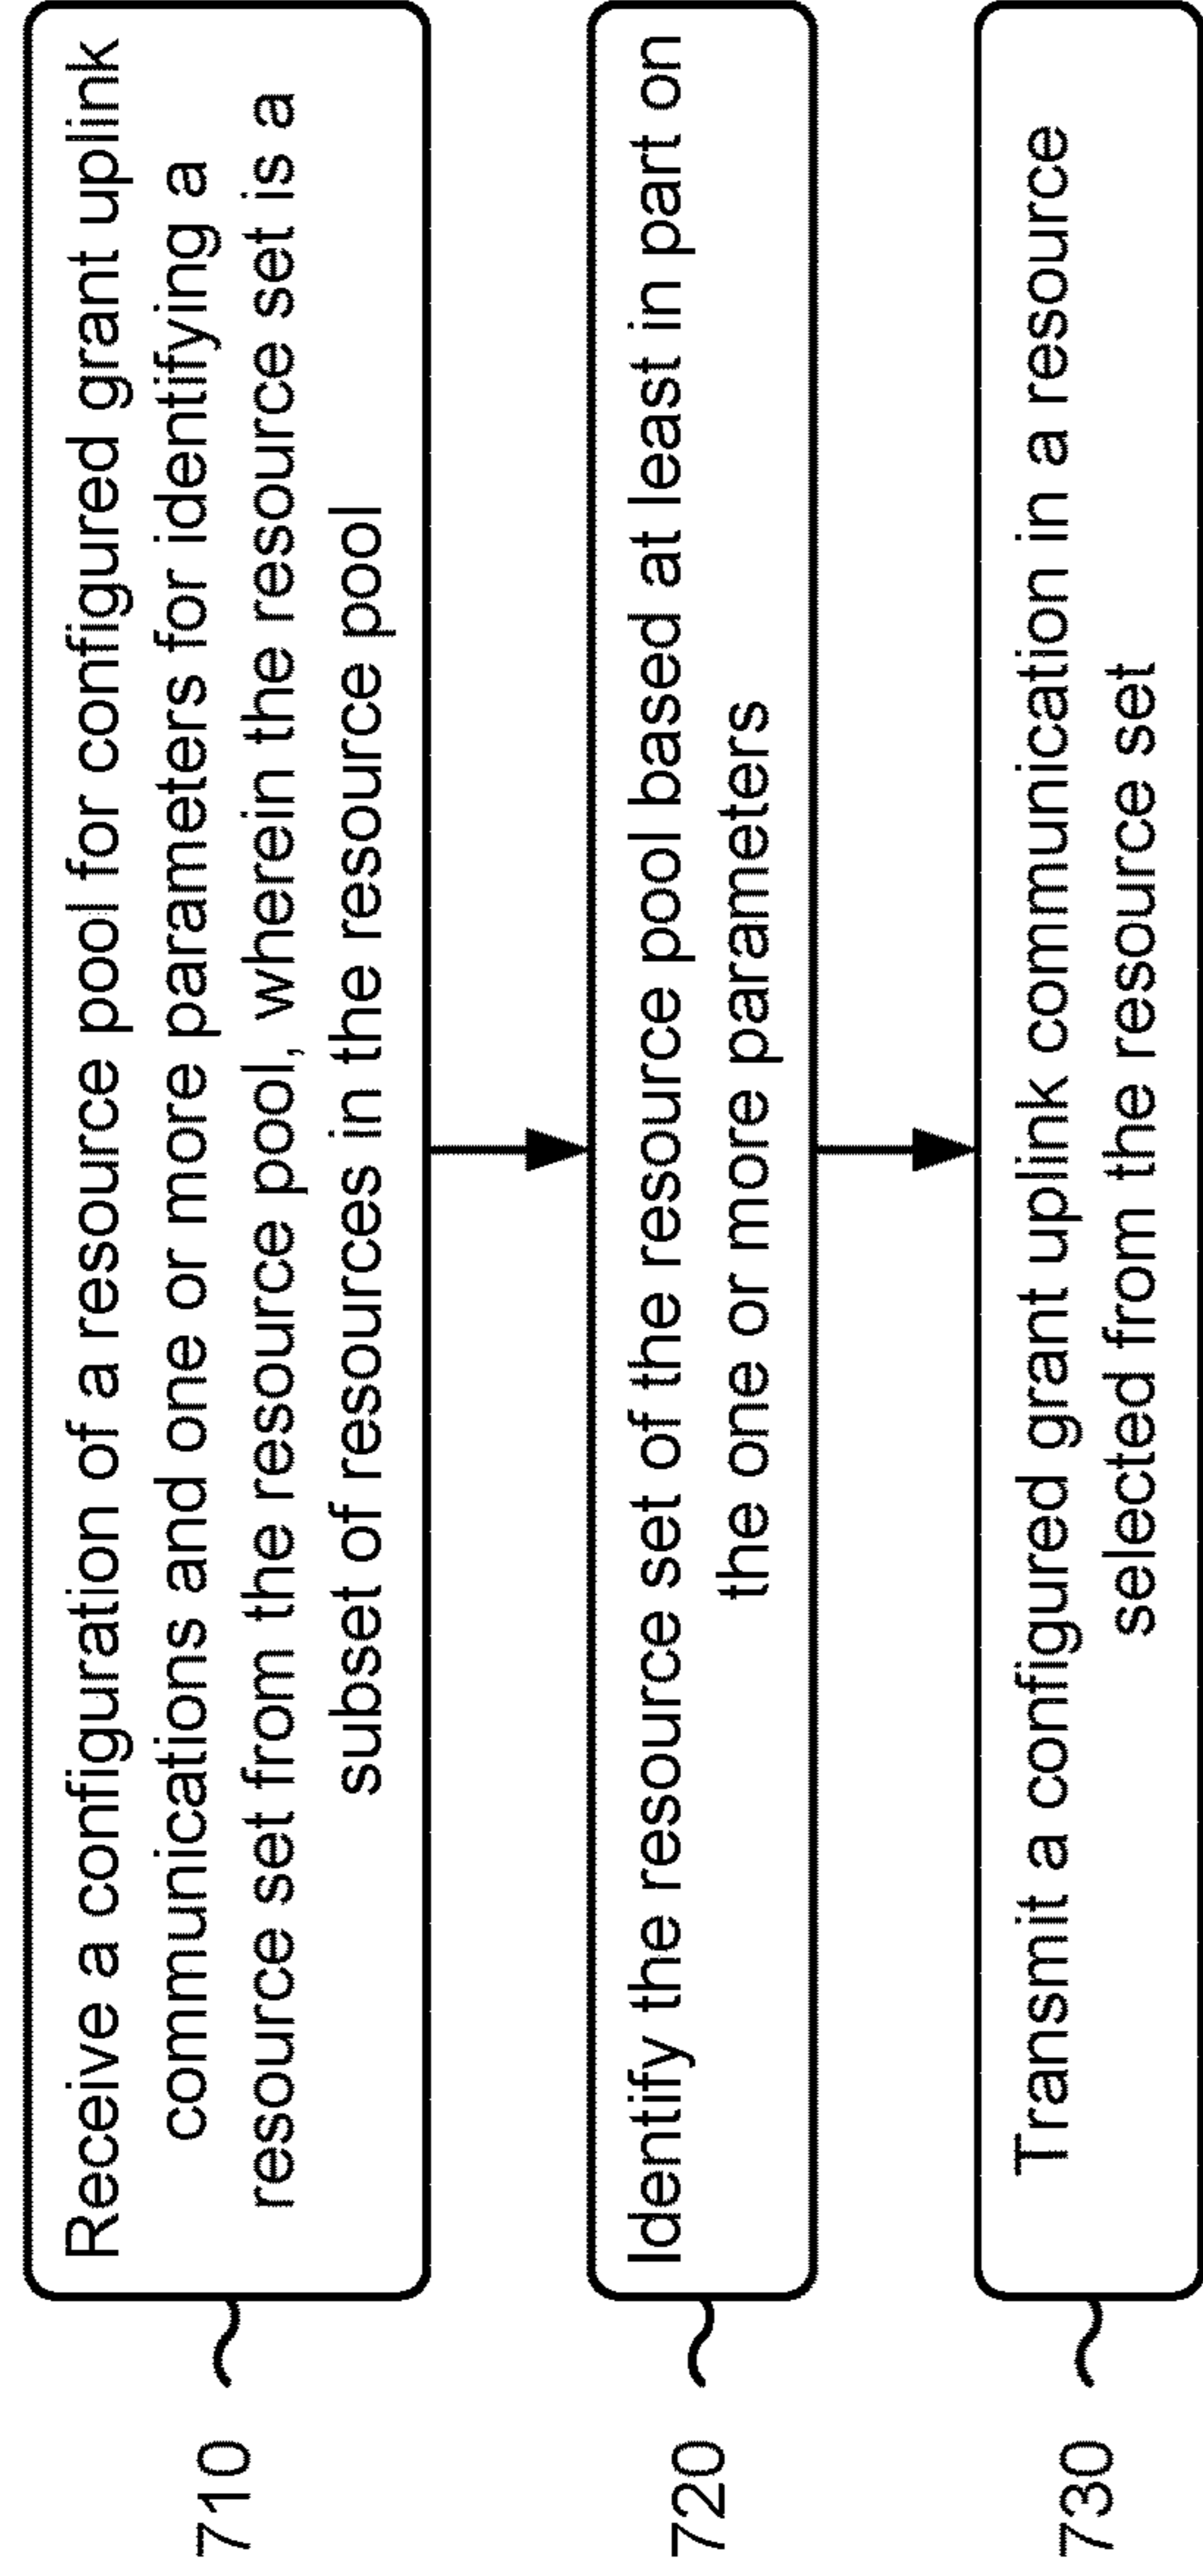 710
Receive a configuration of a resource pool for configured grant uplink
communications and one or more parameters for identifying a
resource set from the resource pool, wherein the resource set is a
subset of resources in the resource pool
720
Identify the resource set of the resource pool based at least in part on
the one or more parameters
730
Transmit a configured grant uplink communication in a resource
selected from the resource set